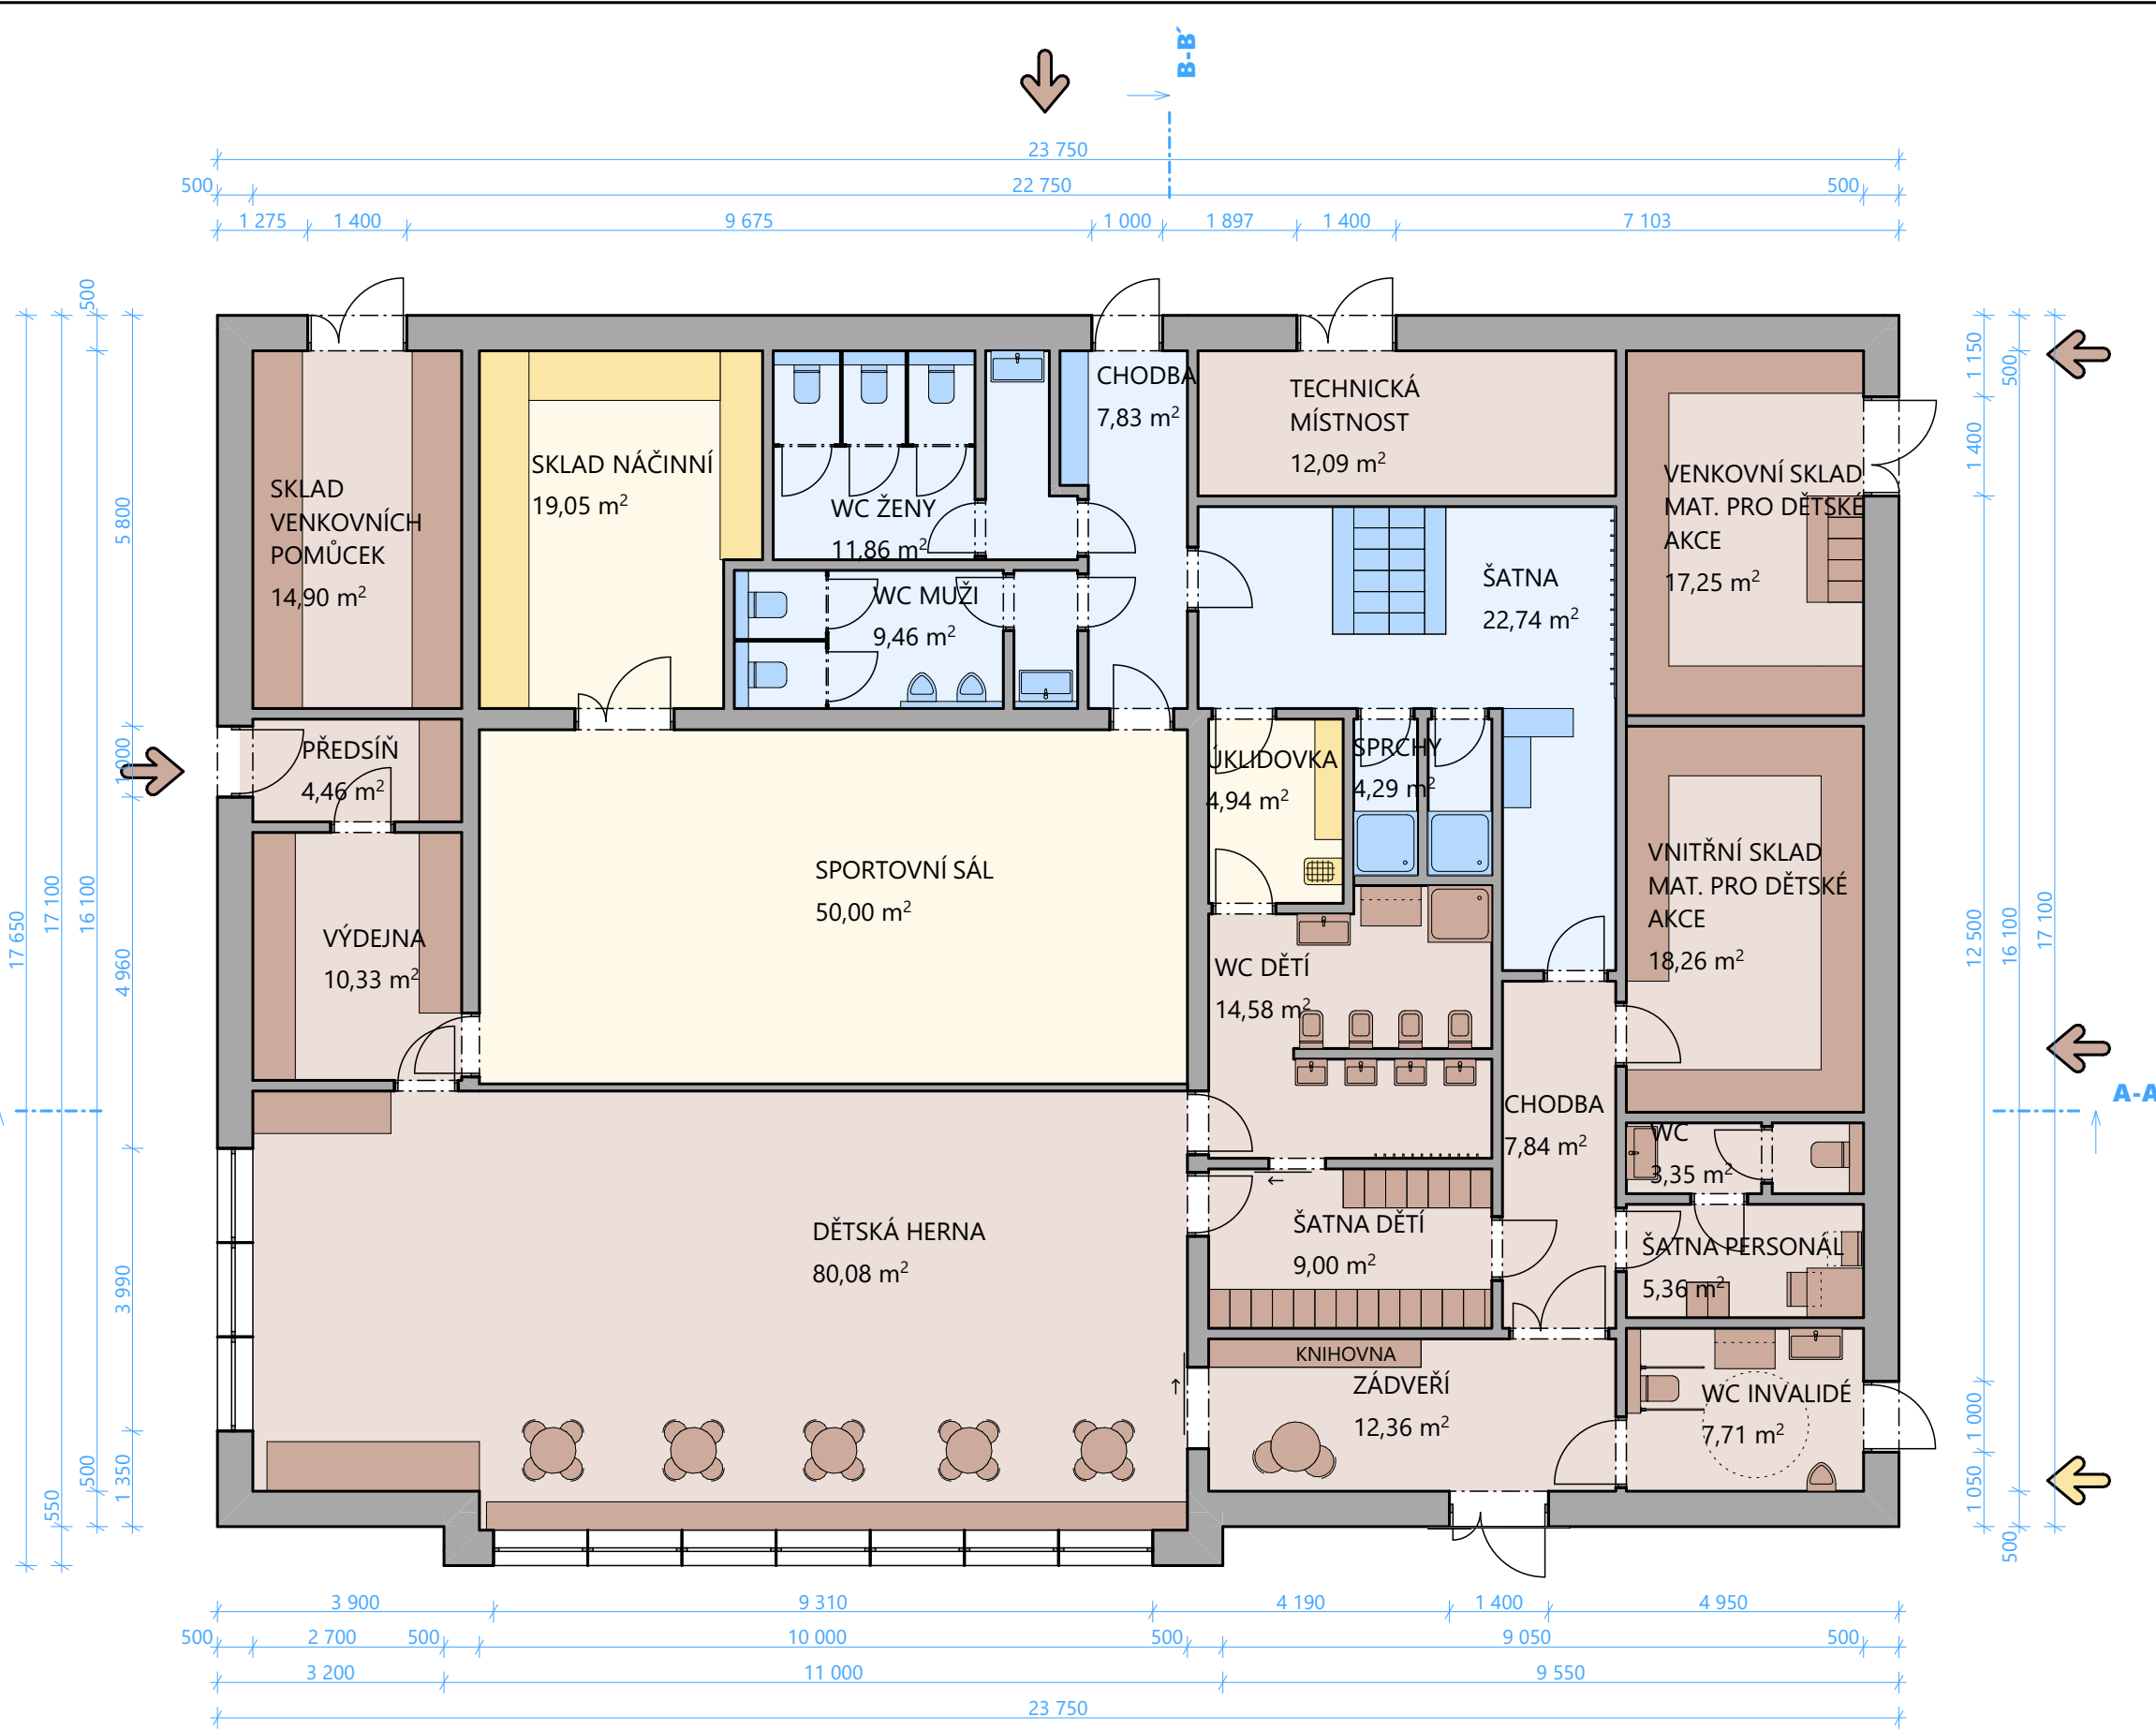 B-B'
23 750
500
22 750
500
1 275
1 400
9 675
1 000
1 897
1 400
7 103
500
5 800
1 000
4 960
3 990
1 350
500
16 100
17 100
550
17 650
1 150
500
1 400
12 500
16 100
17 100
1 000
1 050
500
A-A
SKLAD
VENKOVNÍCH
POMŮCEK
14,90 m²
SKLAD NÁČINNÍ
19,05 m²
WC ŽENY
11,86 m²
WC MUŽI
9,46 m²
CHODBA
7,83 m²
TECHNICKÁ
MÍSTNOST
12,09 m²
VENKOVNÍ SKLAD
MAT. PRO DĚTSKÉ
AKCE
17,25 m²
ŠATNA
22,74 m²
PŘEDSÍŇ
4,46 m²
VÝDEJNA
10,33 m²
SPORTOVNÍ SÁL
50,00 m²
ÚKLIDOVKA
4,94 m²
SPRCHY
4,29 m²
VNITŘNÍ SKLAD
MAT. PRO DĚTSKÉ
AKCE
18,26 m²
WC DĚTÍ
14,58 m²
CHODBA
7,84 m²
WC
3,35 m²
DĚTSKÁ HERNA
80,08 m²
ŠATNA DĚTÍ
9,00 m²
ŠATNA PERSONÁL
5,36 m²
KNIHOVNA
ZÁDVEŘÍ
12,36 m²
WC INVALIDÉ
7,71 m²
3 900
9 310
4 190
1 400
4 950
500
2 700
500
10 000
500
9 050
500
3 200
11 000
9 550
23 750